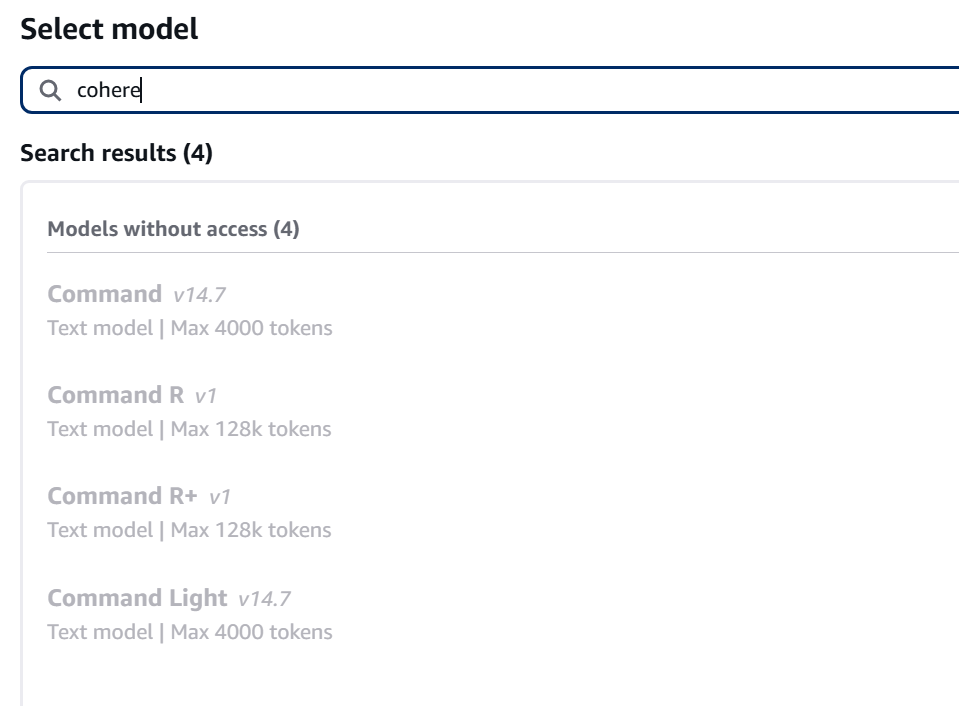 Select model
cohere
Search results (4)
Models without access (4)
Command v14.7
Text model | Max 4000 tokens
Command R v1
Text model | Max 128k tokens
Command R+ v1
Text model | Max 128k tokens
Command Light v14.7
Text model | Max 4000 tokens